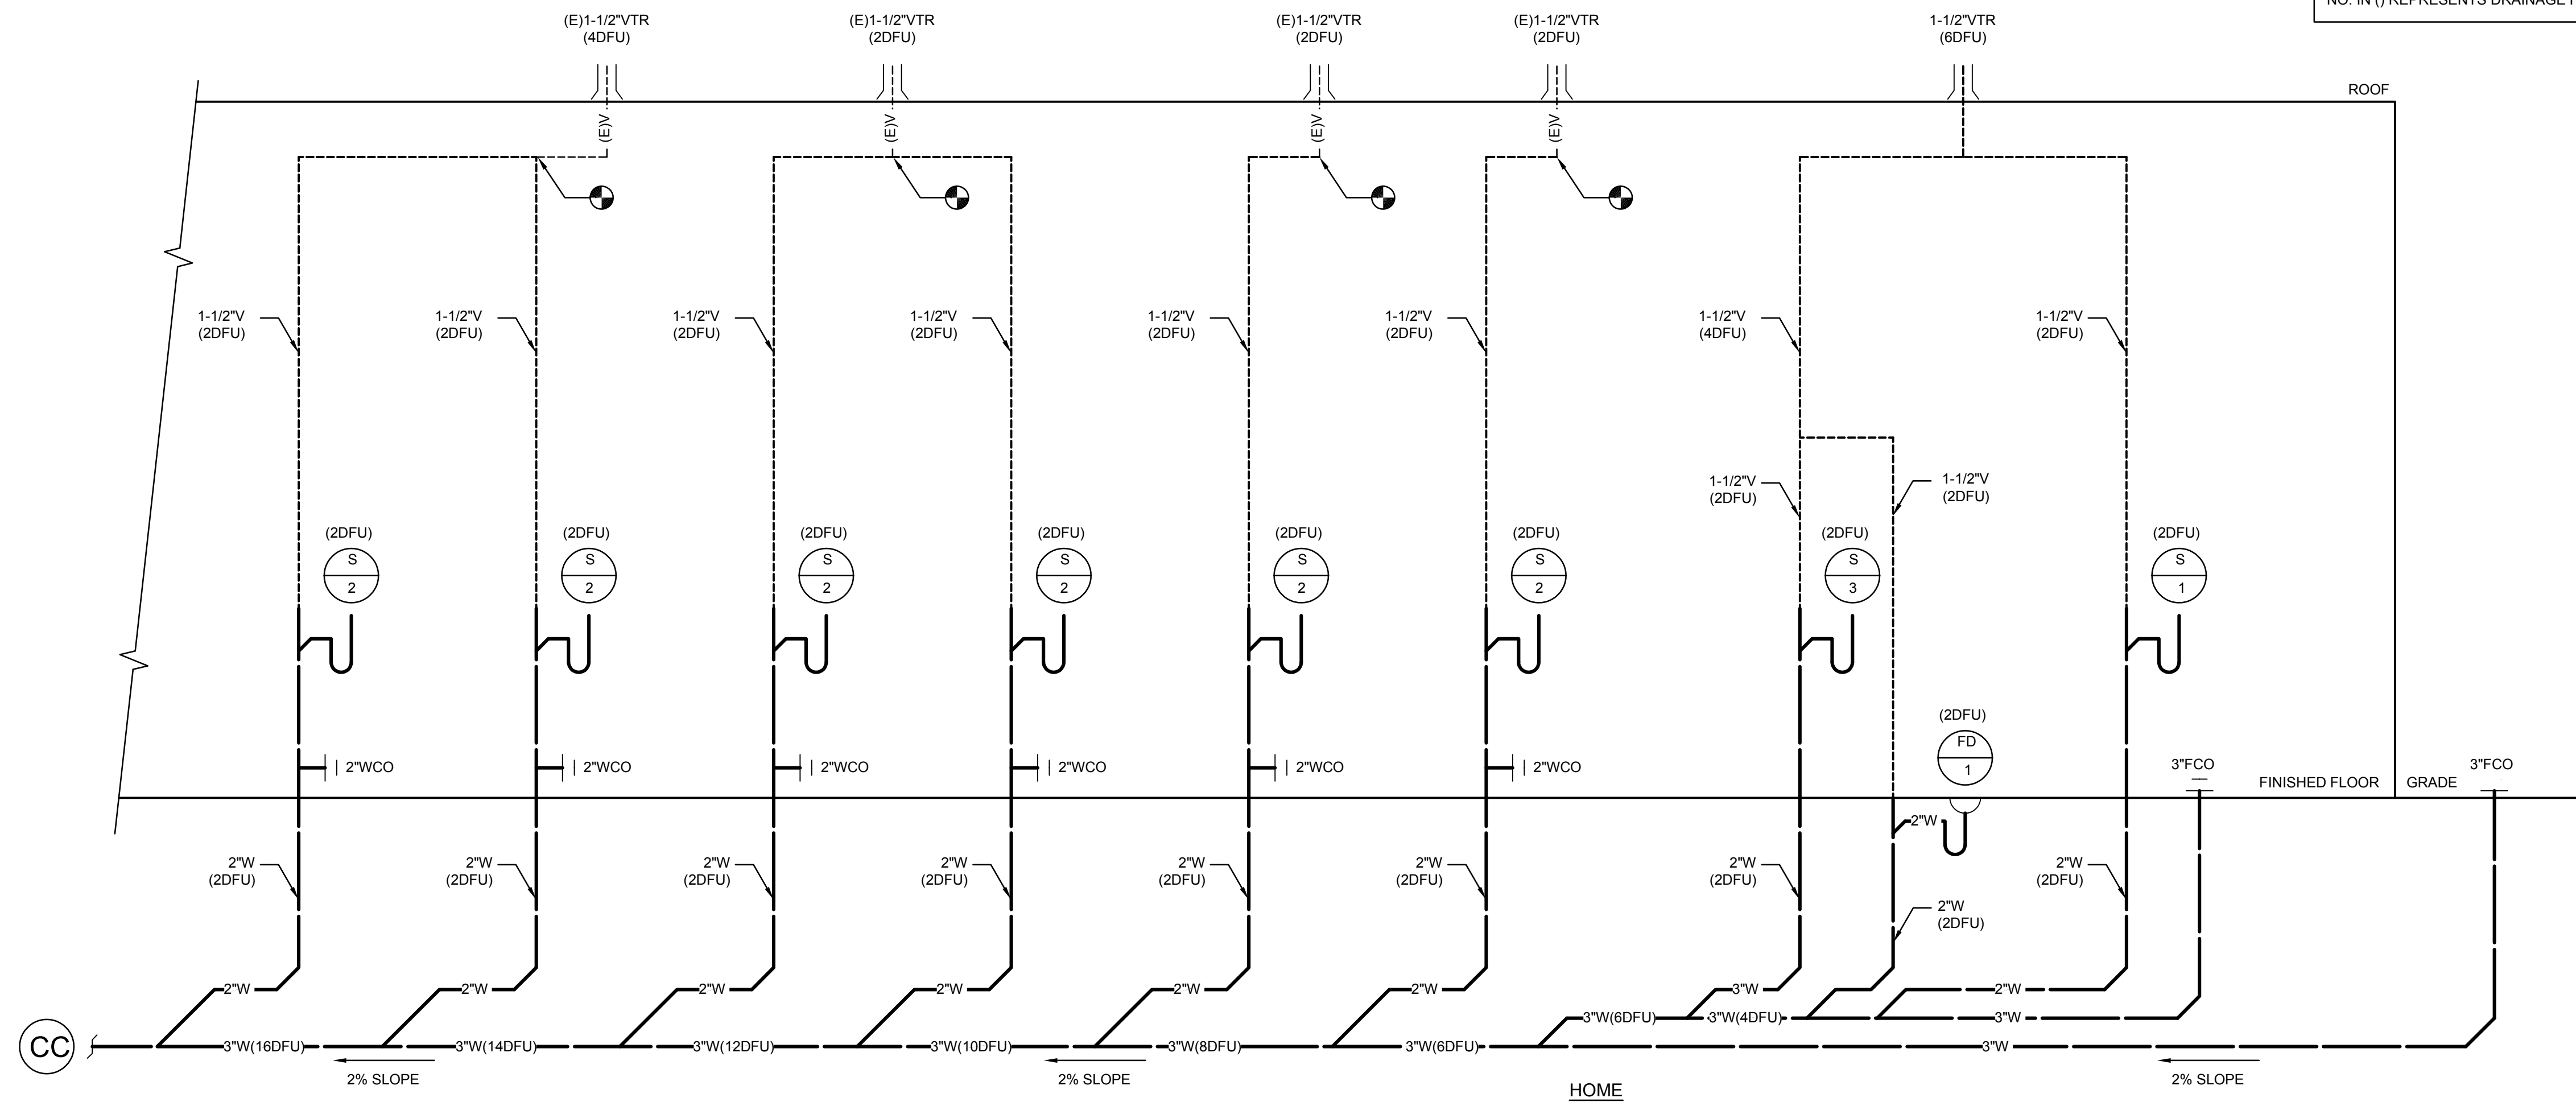 NO. IN () REPRESENTS DRAINAGE
(E)1-1/2"VTR
(4DFU)
(E)1-1/2"VTR
(2DFU)
(E)1-1/2"VTR
(2DFU)
(E)1-1/2"VTR
(2DFU)
1-1/2"VTR
(6DFU)
ROOF
(E)V
(E)V
(E)V
(E)V
1-1/2"V
(2DFU)
1-1/2"V
(2DFU)
1-1/2"V
(2DFU)
1-1/2"V
(2DFU)
1-1/2"V
(2DFU)
1-1/2"V
(2DFU)
1-1/2"V
(4DFU)
1-1/2"V
(2DFU)
1-1/2"V
(2DFU)
1-1/2"V
(2DFU)
(2DFU)
S
2
(2DFU)
S
2
(2DFU)
S
2
(2DFU)
S
2
(2DFU)
S
2
(2DFU)
S
2
(2DFU)
S
3
(2DFU)
S
1
(2DFU)
FD
1
2"WCO
2"WCO
2"WCO
2"WCO
2"WCO
2"WCO
3"FCO
FINISHED FLOOR
GRADE
3"FCO
2"W
2"W
(2DFU)
2"W
(2DFU)
2"W
(2DFU)
2"W
(2DFU)
2"W
(2DFU)
2"W
(2DFU)
2"W
(2DFU)
2"W
(2DFU)
2"W
(2DFU)
2"W
2"W
2"W
2"W
2"W
2"W
3"W
2"W
3"W(6DFU)
3"W(4DFU)
3"W
CC
3"W(16DFU)
3"W(14DFU)
3"W(12DFU)
3"W(10DFU)
3"W(8DFU)
3"W(6DFU)
3"W
2% SLOPE
2% SLOPE
2% SLOPE
HOME